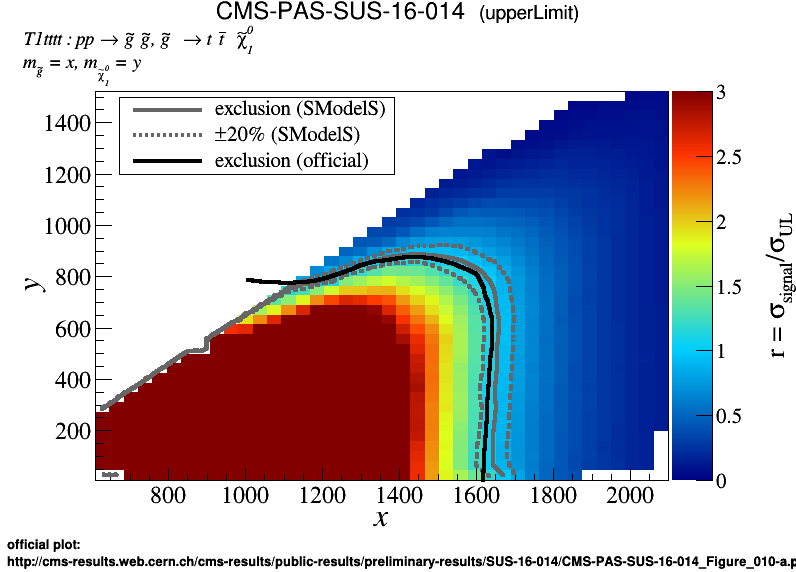 CMS-PAS-SUS-16-014 (upperLimit)
T1tttt : pp → g̃ g̃, g̃ → t t̄ χ̃₁⁰
m_g̃ = x, m_χ̃₁⁰ = y
exclusion (SModelS)
±20% (SModelS)
exclusion (official)
1400
1200
1000
800
600
400
200
y
800 1000 1200 1400 1600 1800 2000
x
3
2.5
2
1.5
1
0.5
0
r = σ_signal/σ_UL
official plot:
http://cms-results.web.cern.ch/cms-results/public-results/preliminary-results/SUS-16-014/CMS-PAS-SUS-16-014_Figure_010-a.p